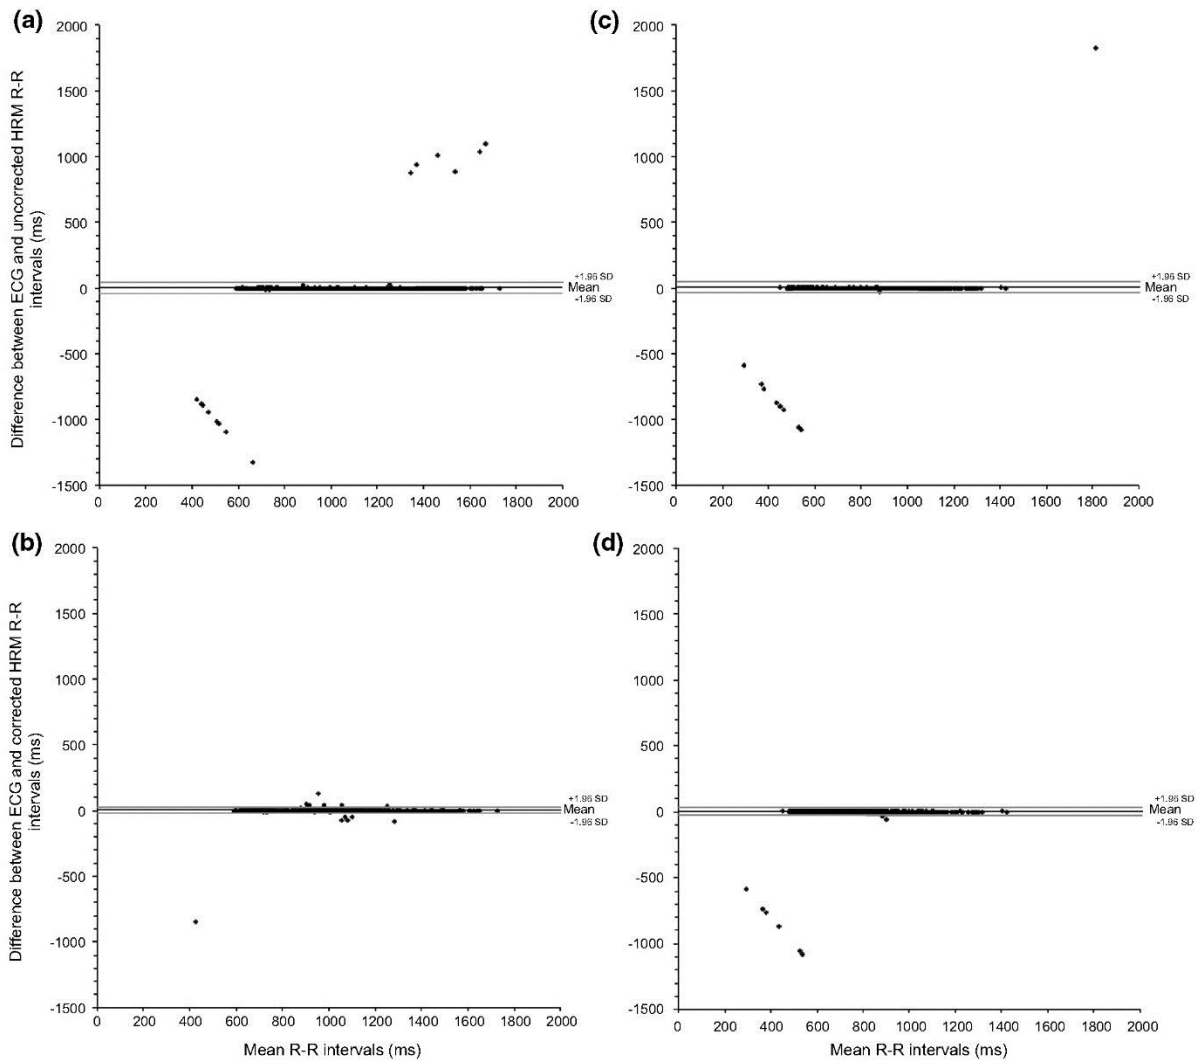 (a)
2000
1500
1000
500
0
-500
-1000
-1500
0 200 400 600 800 1000 1200 1400 1600 1800 2000
+1.96 SD
Mean
-1.96 SD
Difference between ECG and uncorrected HRM R-R
intervals (ms)
(c)
2000
1500
1000
500
0
-500
-1000
-1500
0 200 400 600 800 1000 1200 1400 1600 1800 2000
+1.96 SD
Mean
-1.96 SD
(b)
2000
1500
1000
500
0
-500
-1000
-1500
0 200 400 600 800 1000 1200 1400 1600 1800 2000
+1.96 SD
Mean
-1.96 SD
Difference between ECG and corrected HRM R-R
intervals (ms)
Mean R-R intervals (ms)
(d)
2000
1500
1000
500
0
-500
-1000
-1500
0 200 400 600 800 1000 1200 1400 1600 1800 2000
+1.96 SD
Mean
-1.96 SD
Mean R-R intervals (ms)